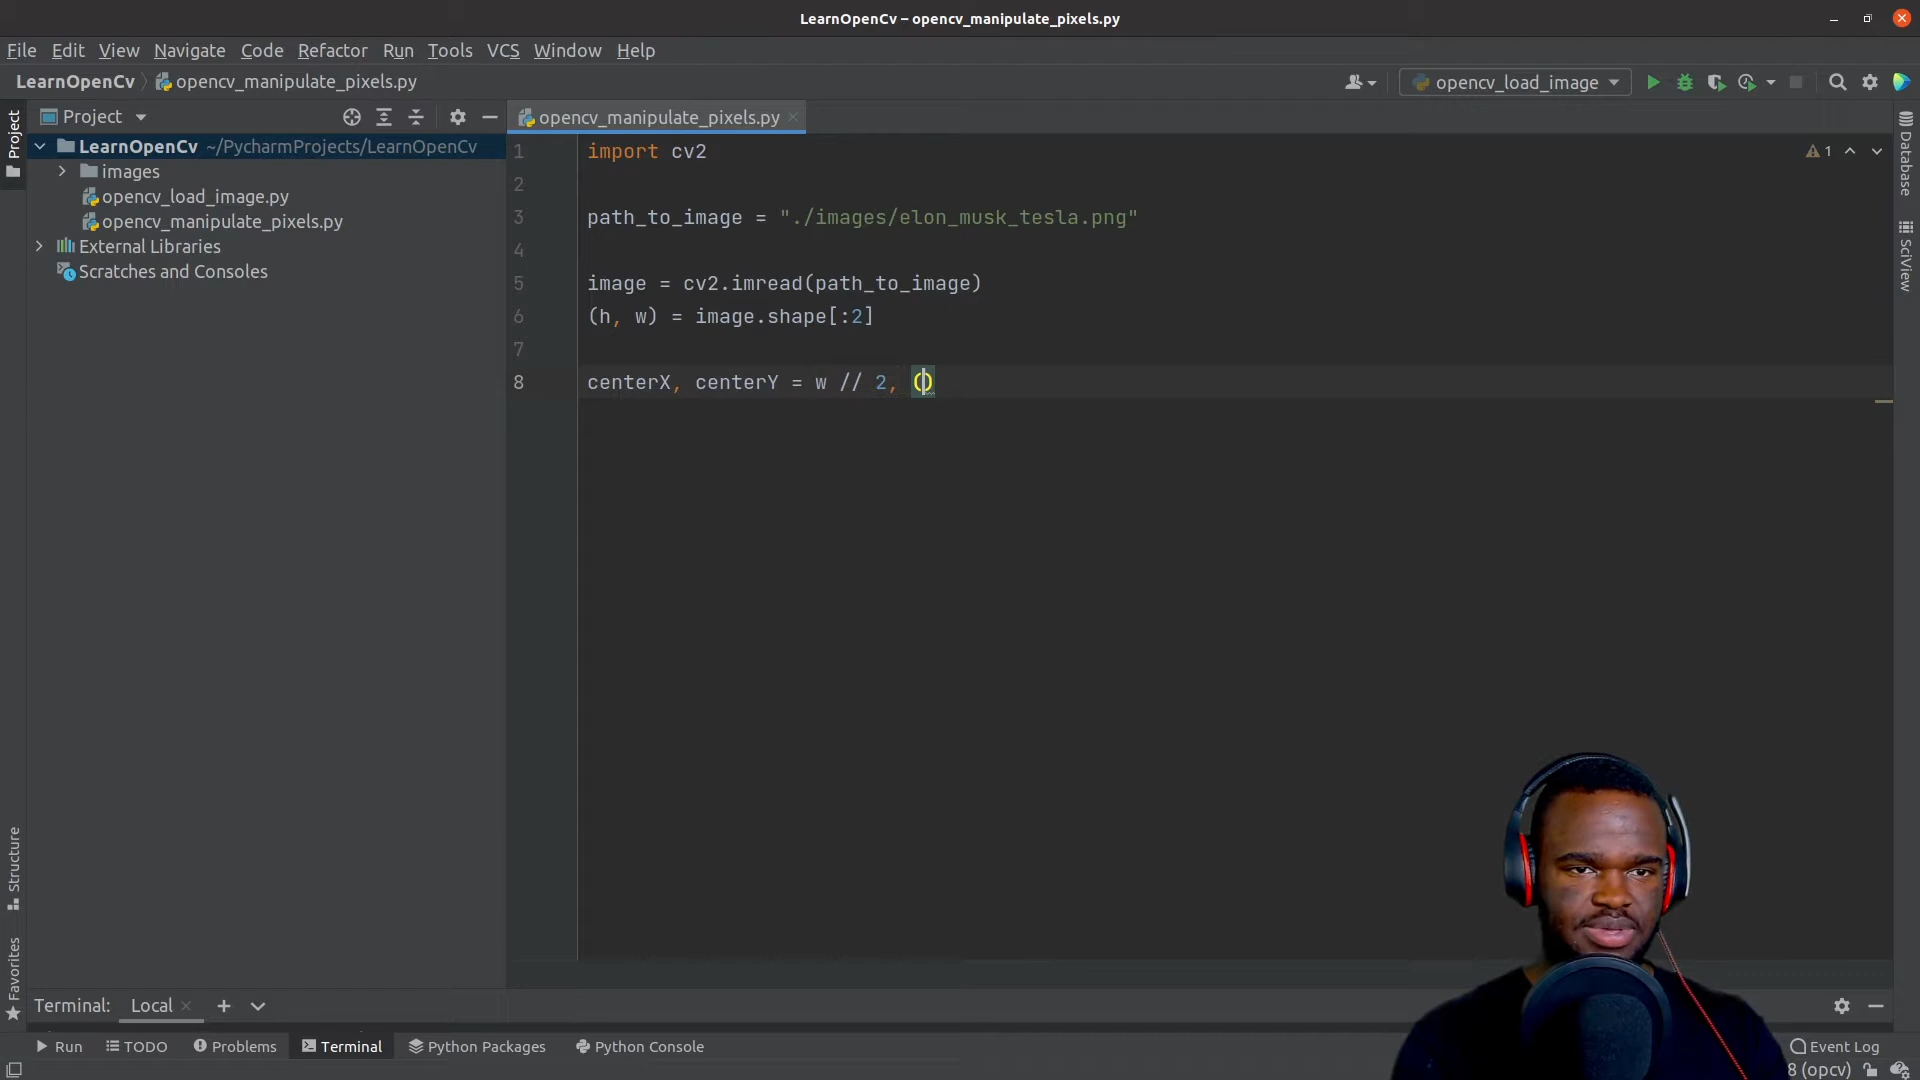 LearnOpenCv – opencv_manipulate_pixels.py
File Edit View Navigate Code Refactor Run Tools VCS Window Help
LearnOpenCv opencv_manipulate_pixels.py
opencv_load_image
Project
Project
LearnOpenCv ~/PycharmProjects/LearnOpenCv
images
opencv_load_image.py
opencv_manipulate_pixels.py
External Libraries
Scratches and Consoles
opencv_manipulate_pixels.py
1 import cv2
2
3 path_to_image = "./images/elon_musk_tesla.png"
4
5 image = cv2.imread(path_to_image)
6 (h, w) = image.shape[:2]
7
8 centerX, centerY = w // 2, ()
1
Database
SciView
Structure
Favorites
Terminal: Local
Run TODO Problems Terminal Python Packages Python Console
Event Log
8 (opcv)